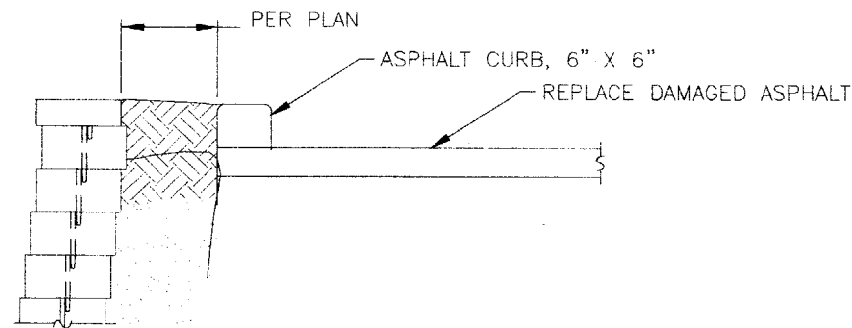 PER PLAN
ASPHALT CURB, 6" X 6"
REPLACE DAMAGED ASPHALT